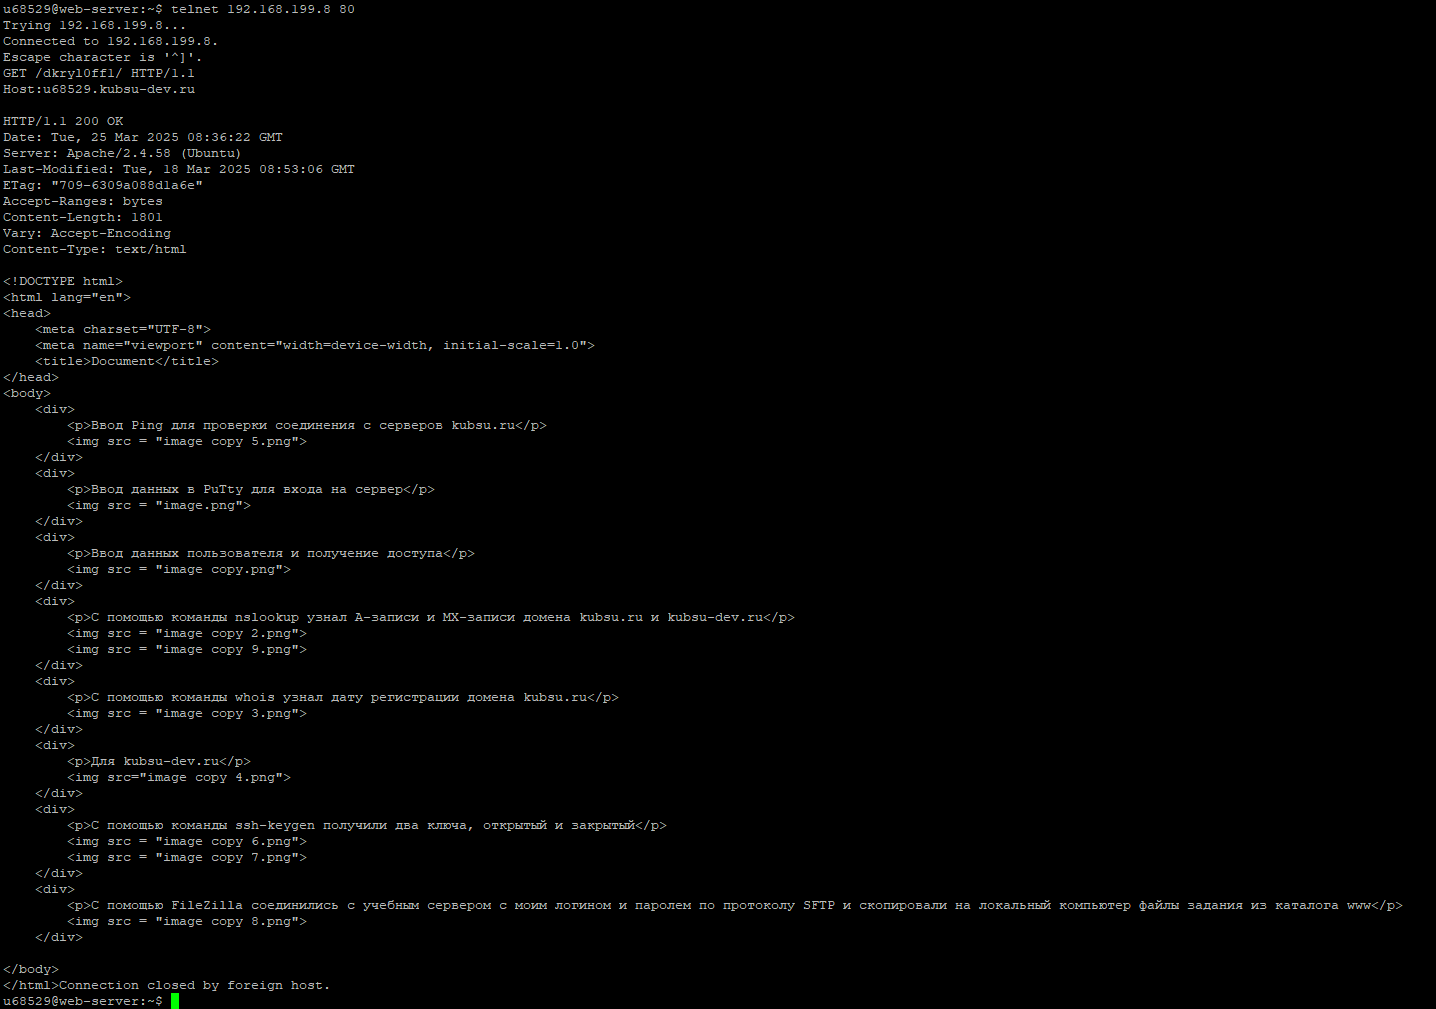 u68529@web-server:~$ telnet 192.168.199.8 80
Trying 192.168.199.8...
Connected to 192.168.199.8.
Escape character is '^]'.
GET /dkryl0ff1/ HTTP/1.1
Host:u68529.kubsu-dev.ru

HTTP/1.1 200 OK
Date: Tue, 25 Mar 2025 08:36:22 GMT
Server: Apache/2.4.58 (Ubuntu)
Last-Modified: Tue, 18 Mar 2025 08:53:06 GMT
ETag: "709-6309a088d1a6e"
Accept-Ranges: bytes
Content-Length: 1801
Vary: Accept-Encoding
Content-Type: text/html

<!DOCTYPE html>
<html lang="en">
<head>
    <meta charset="UTF-8">
    <meta name="viewport" content="width=device-width, initial-scale=1.0">
    <title>Document</title>
</head>
<body>
    <div>
        <p>Ввод Ping для проверки соединения с серверов kubsu.ru</p>
        <img src = "image copy 5.png">
    </div>
    <div>
        <p>Ввод данных в PuTty для входа на сервер</p>
        <img src = "image.png">
    </div>
    <div>
        <p>Ввод данных пользователя и получение доступа</p>
        <img src = "image copy.png">
    </div>
    <div>
        <p>С помощью команды nslookup узнал А-записи и МХ-записи домена kubsu.ru и kubsu-dev.ru</p>
        <img src = "image copy 2.png">
        <img src = "image copy 9.png">
    </div>
    <div>
        <p>С помощью команды whois узнал дату регистрации домена kubsu.ru</p>
        <img src = "image copy 3.png">
    </div>
    <div>
        <p>Для kubsu-dev.ru</p>
        <img src="image copy 4.png">
    </div>
    <div>
        <p>С помощью команды ssh-keygen получили два ключа, открытый и закрытый</p>
        <img src = "image copy 6.png">
        <img src = "image copy 7.png">
    </div>
    <div>
        <p>С помощью FileZilla соединились с учебным сервером с моим логином и паролем по протоколу SFTP и скопировали на локальный компьютер файлы задания из каталога www</p>
        <img src = "image copy 8.png">
    </div>

</body>
</html>Connection closed by foreign host.
u68529@web-server:~$